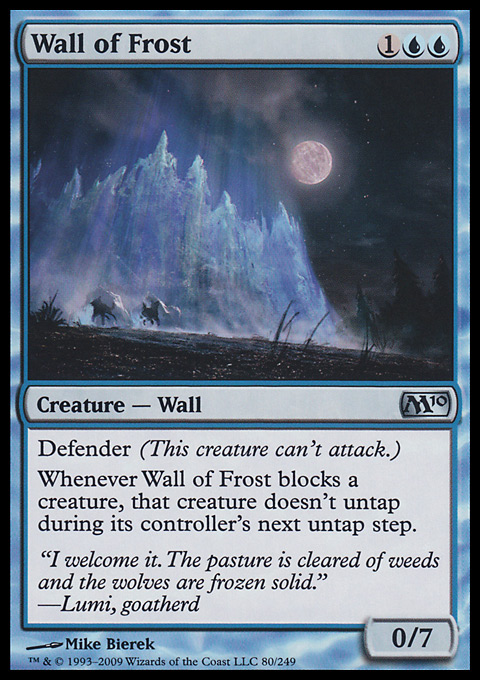 Wall of Frost 1
Creature — Wall M10
Defender (This creature can't attack.)
Whenever Wall of Frost blocks a
creature, that creature doesn't untap
during its controller's next untap step.
“I welcome it. The pasture is cleared of weeds
and the wolves are frozen solid.”
—Lumi, goatherd
Mike Bierek
0/7
™ & © 1993–2009 Wizards of the Coast LLC 80/249